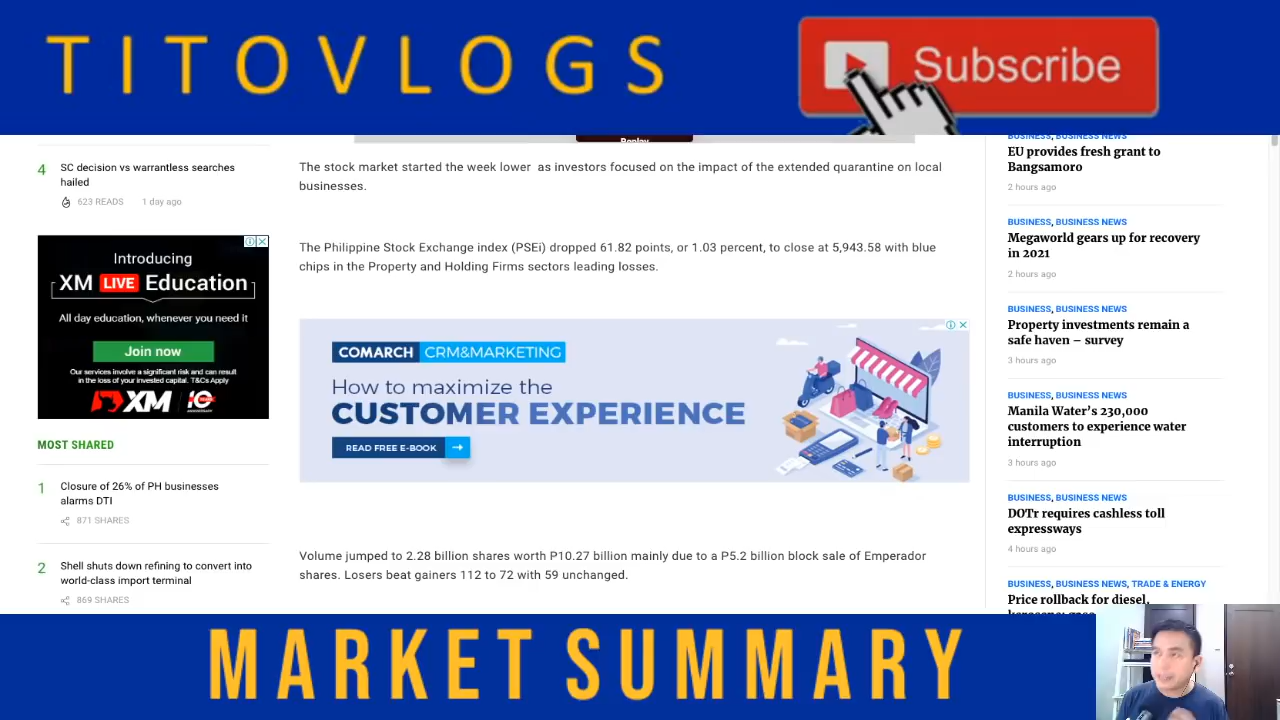 TITOVLOGS
Subscribe
4
SC decision vs warrantless searches
hailed
623 READS 1 day ago
Introducing
XM LIVE Education
All day education, whenever you need it
Join now
Our services involve a significant risk and can result
in the loss of your invested capital. T&Cs Apply
XM 10
MOST SHARED
1
Closure of 26% of PH businesses
alarms DTI
871 SHARES
2
Shell shuts down refining to convert into
world-class import terminal
869 SHARES
Replay
The stock market started the week lower as investors focused on the impact of the extended quarantine on local
businesses.
The Philippine Stock Exchange index (PSEi) dropped 61.82 points, or 1.03 percent, to close at 5,943.58 with blue
chips in the Property and Holding Firms sectors leading losses.
COMARCH CRM&MARKETING
How to maximize the
CUSTOMER EXPERIENCE
READ FREE E-BOOK →
Volume jumped to 2.28 billion shares worth P10.27 billion mainly due to a P5.2 billion block sale of Emperador
shares. Losers beat gainers 112 to 72 with 59 unchanged.
BUSINESS, BUSINESS NEWS
EU provides fresh grant to
Bangsamoro
2 hours ago
BUSINESS, BUSINESS NEWS
Megaworld gears up for recovery
in 2021
2 hours ago
BUSINESS, BUSINESS NEWS
Property investments remain a
safe haven – survey
3 hours ago
BUSINESS, BUSINESS NEWS
Manila Water’s 230,000
customers to experience water
interruption
3 hours ago
BUSINESS, BUSINESS NEWS
DOTr requires cashless toll
expressways
4 hours ago
BUSINESS, BUSINESS NEWS, TRADE & ENERGY
Price rollback for diesel,
MARKET SUMMARY